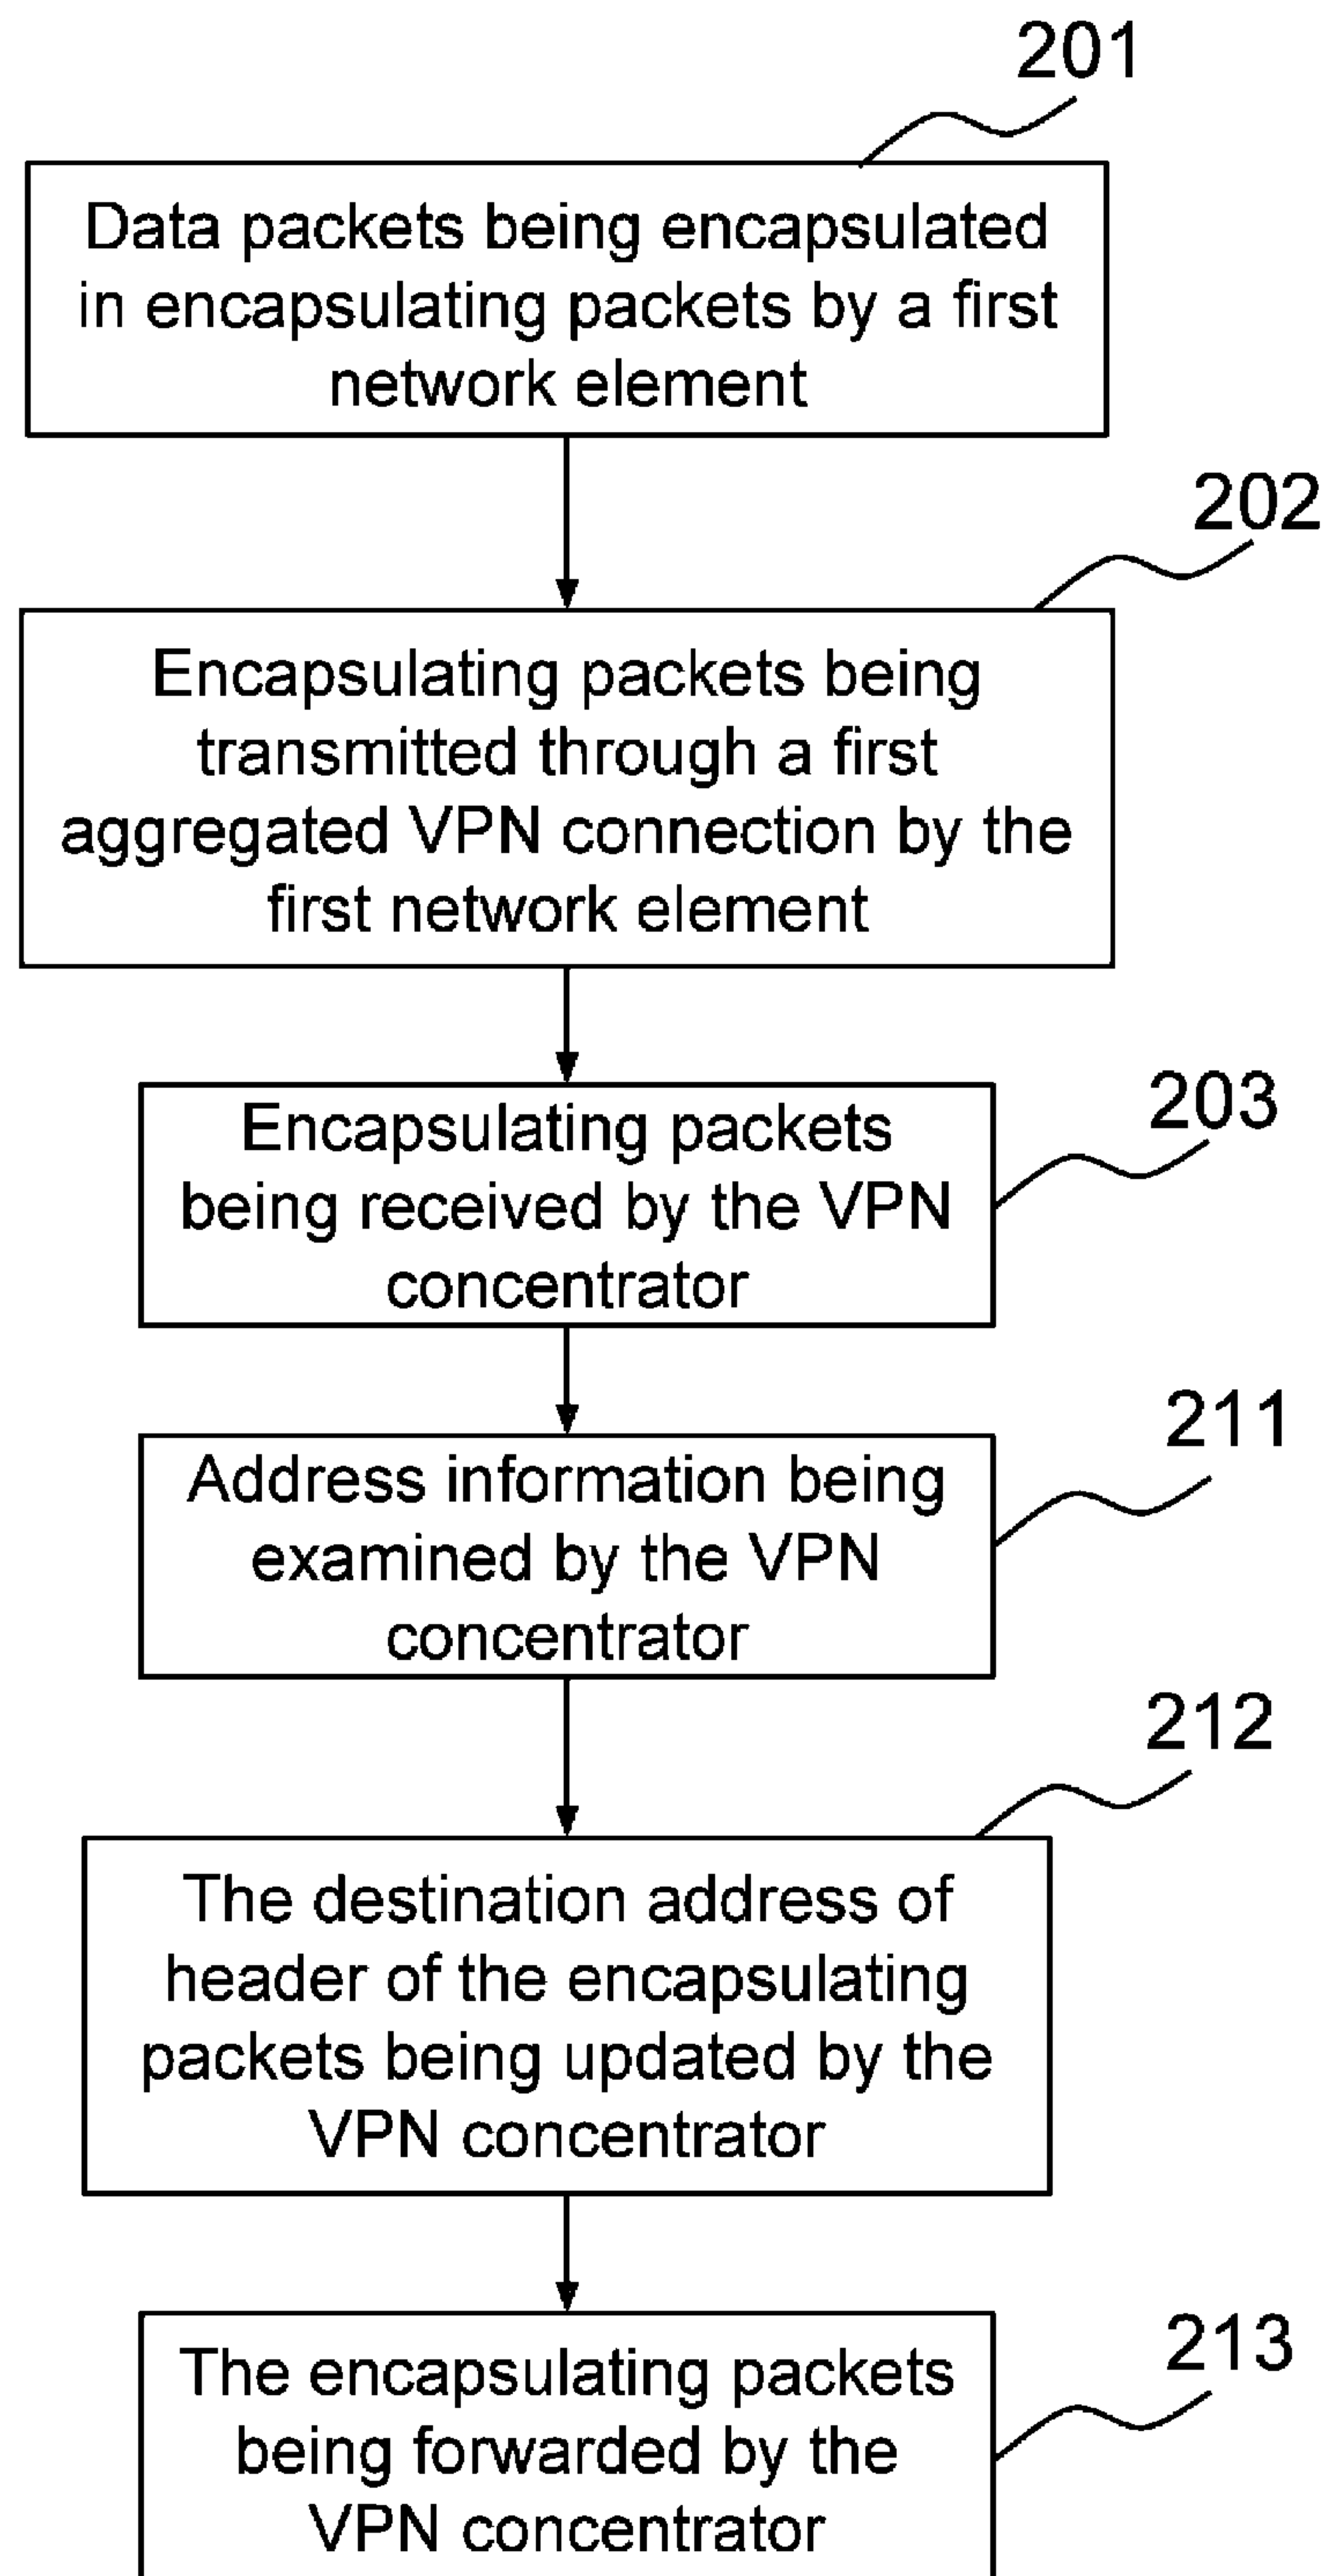 201
Data packets being encapsulated
in encapsulating packets by a first
network element
202
Encapsulating packets being
transmitted through a first
aggregated VPN connection by the
first network element
203
Encapsulating packets
being received by the VPN
concentrator
211
Address information being
examined by the VPN
concentrator
212
The destination address of
header of the encapsulating
packets being updated by the
VPN concentrator
213
The encapsulating packets
being forwarded by the
VPN concentrator